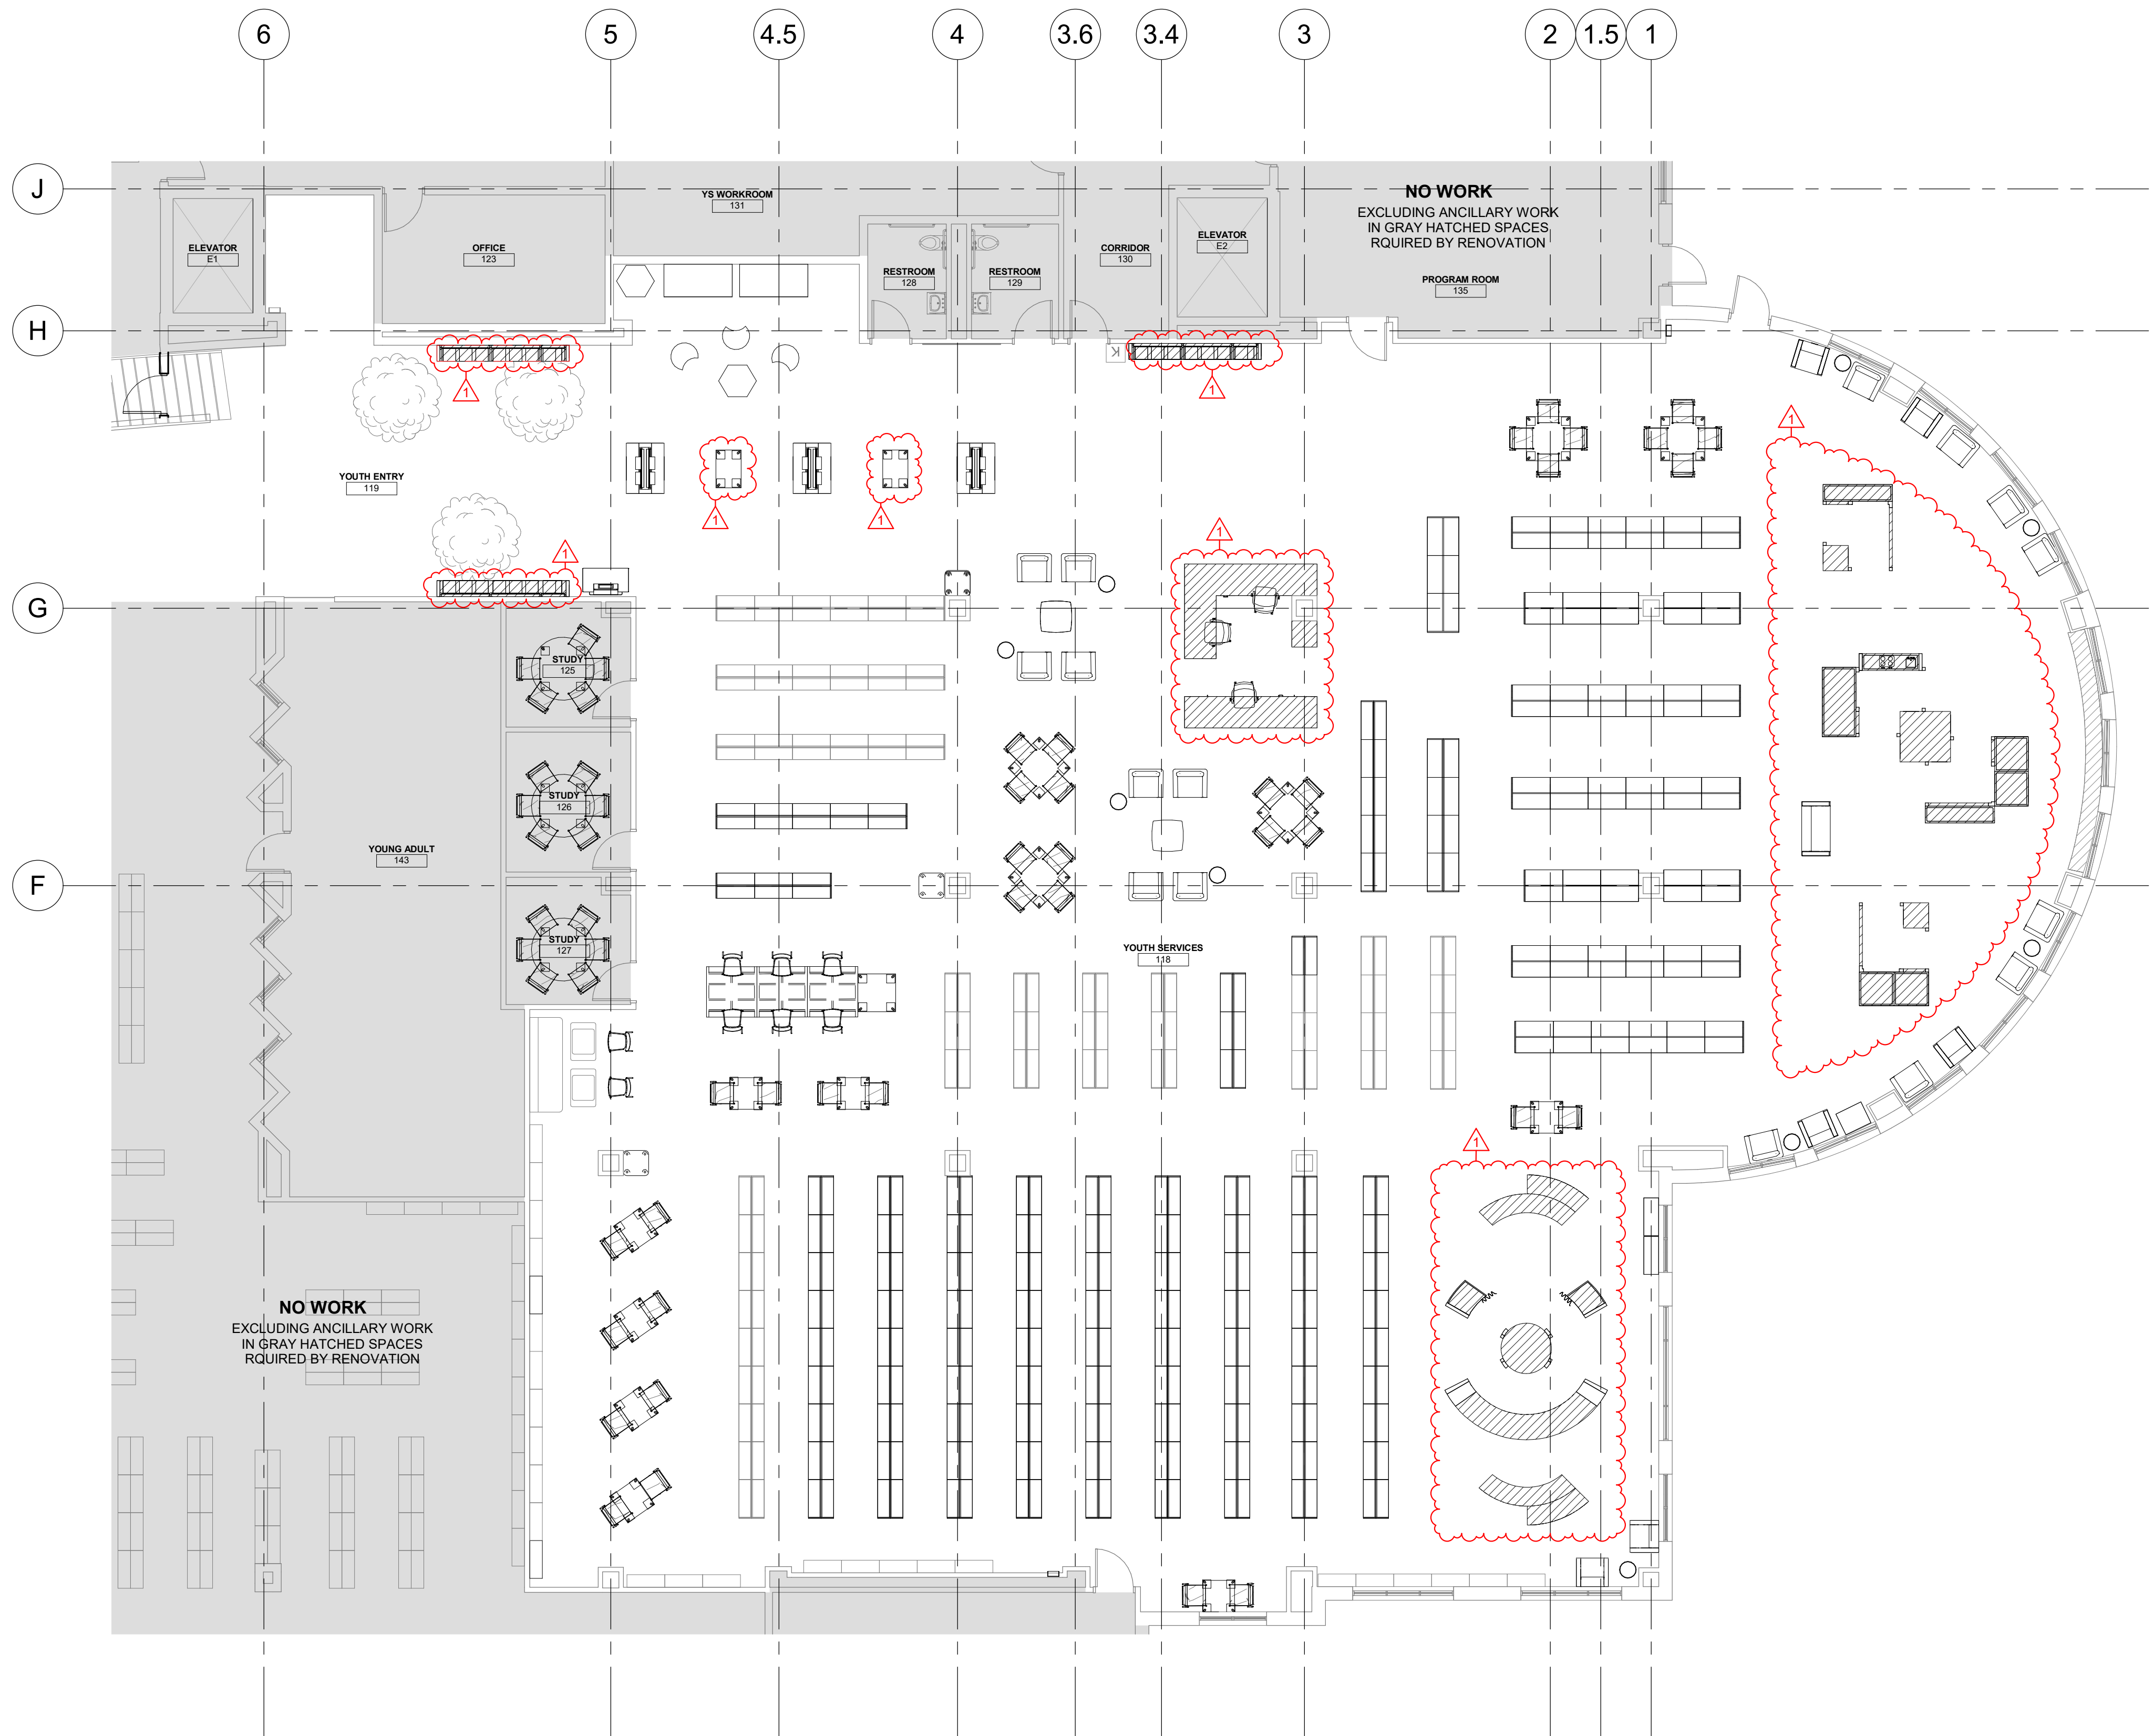 6
5
4.5
4
3.6
3.4
3
2
1.5
1
J
YS WORKROOM
131
NO WORK
EXCLUDING ANCILLARY WORK
IN GRAY HATCHED SPACES
RQUIRED BY RENOVATION
ELEVATOR
E1
OFFICE
123
CORRIDOR
130
ELEVATOR
E2
RESTROOM
128
RESTROOM
129
PROGRAM ROOM
135
H
K
1
1
1
YOUTH ENTRY
119
1
1
1
1
G
STUDY
125
STUDY
126
YOUNG ADULT
143
F
STUDY
127
YOUTH SERVICES
118
1
NO WORK
EXCLUDING ANCILLARY WORK
IN GRAY HATCHED SPACES
RQUIRED BY RENOVATION